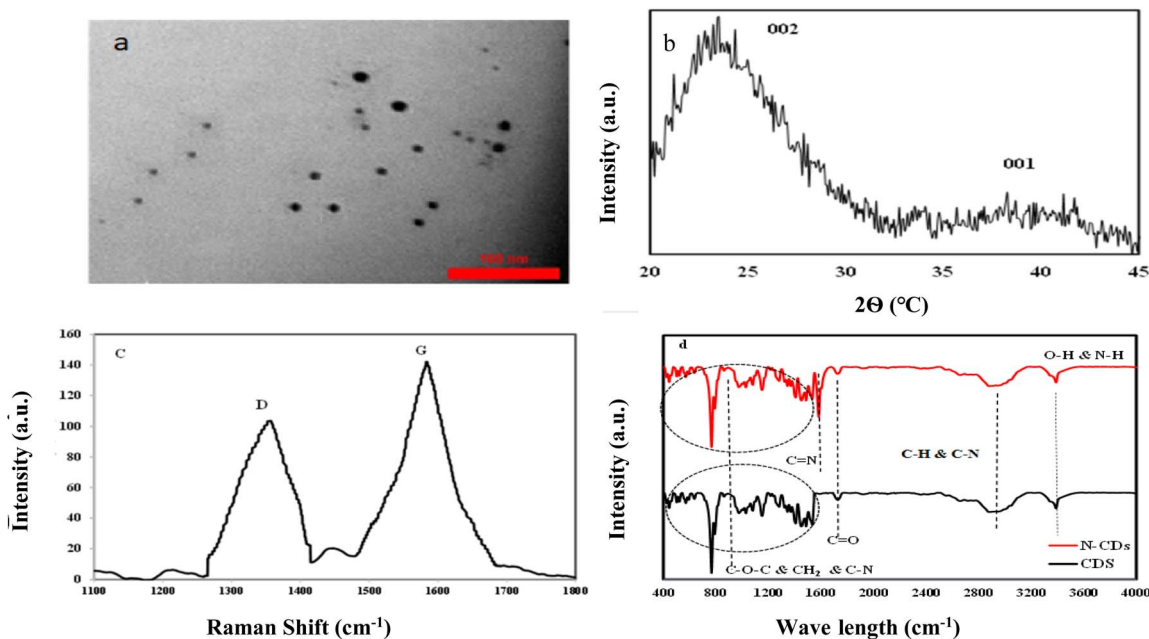 a
100 nm
b
002
001
Intensity (a.u.)
20 25 30 35 40 45
2Θ (℃)
C
D
G
160
140
120
100
80
60
40
20
0
Intensity (a.u.)
1100 1200 1300 1400 1500 1600 1700 1800
Raman Shift (cm-1)
d
O-H & N-H
C=N
C-H & C-N
C=O
C-O-C & CH2 & C-N
N-CDs
CDS
Intensity (a.u.)
400 800 1200 1600 2000 2400 2800 3200 3600 4000
Wave length (cm-1)